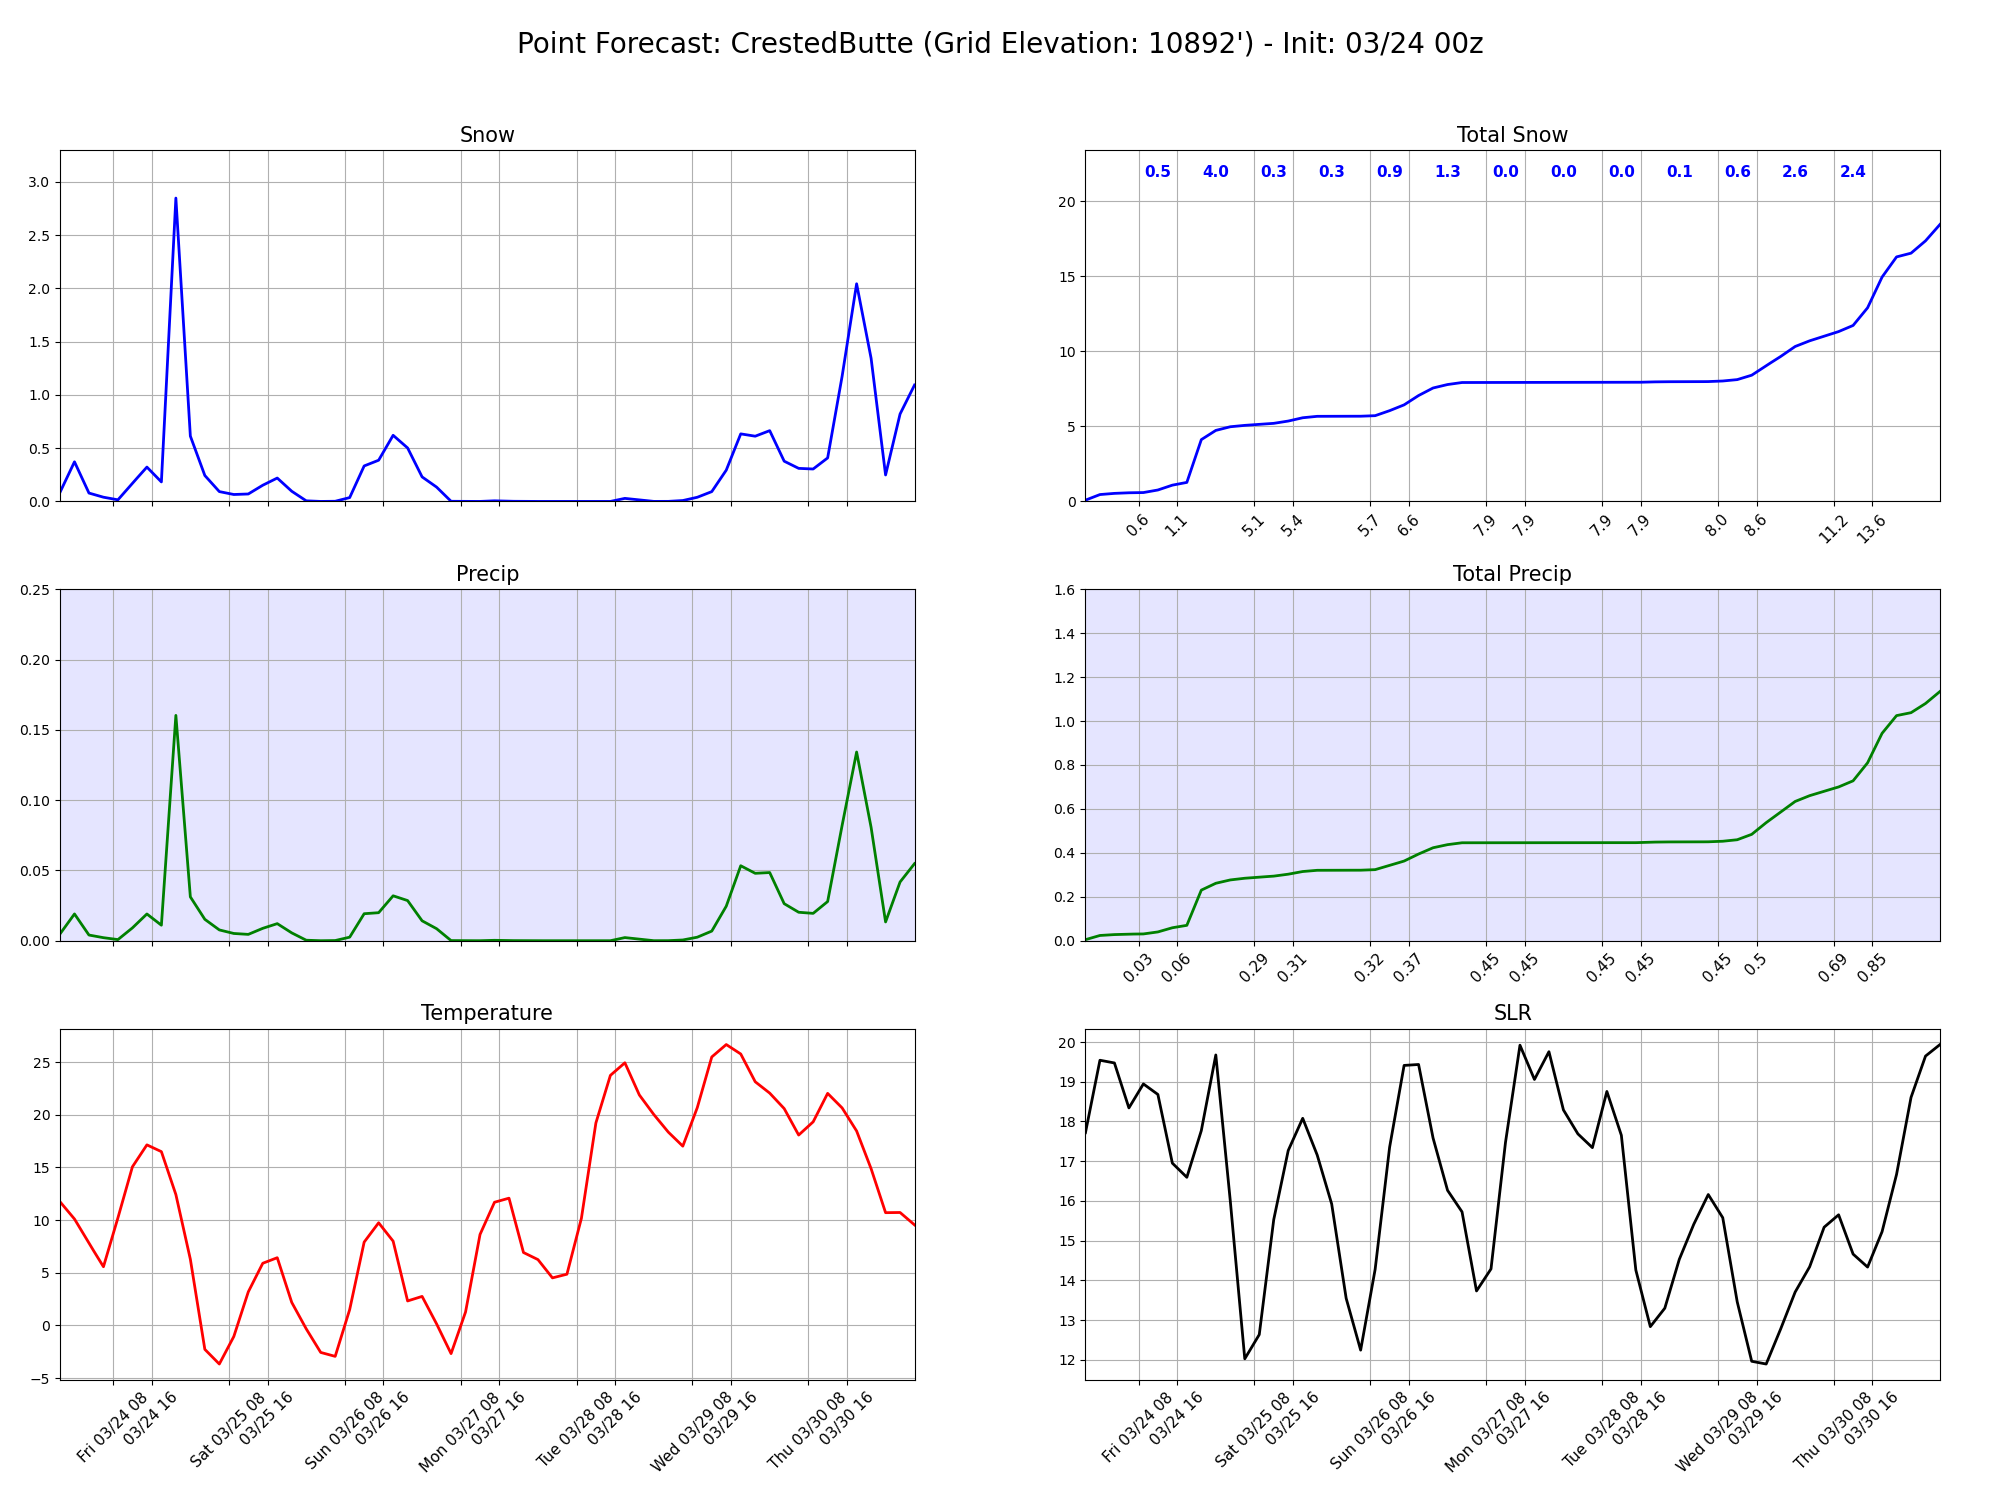 Point Forecast: CrestedButte (Grid Elevation: 10892') - Init: 03/24 00z
Snow
3.0
2.5
2.0
1.5
1.0
0.5
0.0
Total Snow
0.5 4.0 0.3 0.3 0.9 1.3 0.0 0.0 0.0 0.1 0.6 2.6 2.4
20
15
10
5
0
0.6 1.1 5.1 5.4 5.7 6.6 7.9 7.9 7.9 7.9 8.0 8.6 11.2 13.6
Precip
0.25
0.20
0.15
0.10
0.05
0.00
Total Precip
1.6
1.4
1.2
1.0
0.8
0.6
0.4
0.2
0.0
0.03 0.06 0.29 0.31 0.32 0.37 0.45 0.45 0.45 0.45 0.45 0.5 0.69 0.85
Temperature
25
20
15
10
5
0
−5
Fri 03/24 08
03/24 16
Sat 03/25 08
03/25 16
Sun 03/26 08
03/26 16
Mon 03/27 08
03/27 16
Tue 03/28 08
03/28 16
Wed 03/29 08
03/29 16
Thu 03/30 08
03/30 16
SLR
20
19
18
17
16
15
14
13
12
Fri 03/24 08
03/24 16
Sat 03/25 08
03/25 16
Sun 03/26 08
03/26 16
Mon 03/27 08
03/27 16
Tue 03/28 08
03/28 16
Wed 03/29 08
03/29 16
Thu 03/30 08
03/30 16